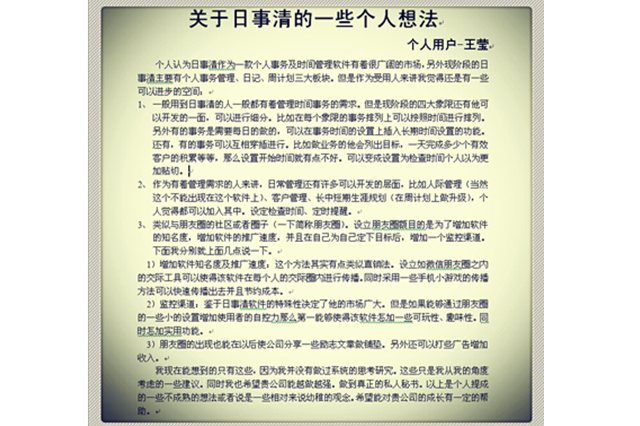 关于日事清的一些个人想法
个人用户-王莹
个人认为日事清作为一款个人事务及时间管理软件有着很广阔的市场。另外现阶段的日
事清主要有个人事务管理、日记、周计划三大板块。但是作为受用人来讲我觉得还是有一些
可以进步的空间：
1、一般用到日事清的人一般都有着管理时间事务的需求。但是现阶段的四大象限还有他可
以开发的一面，可以进行细分。比如在每个象限的事务排列上可以按照时间进行排列。
另外有的事务是需要每日的做的，可以在事务时间的设置上插入长期时间设置的功能。
还有，有的事务可以互相穿插进行。比如做业务的他会列出目标，一天完成多少个有效
客户的积累等等，那么设置开始时间就有点不好。可以变成设置为检查时间个人以为更
加贴切。
2、作为有着管理需求的人来讲，日常管理还有许多可以开发的层面，比如人际管理（当然
这个不能出现在这个软件上）、客户管理、长中短期生涯规划（在周计划上做升级），个
人觉得都可以加入其中。设定检查时间、定时提醒。
3、类似与朋友圈的社区或者圈子（一下简称朋友圈）。设立朋友圈额目的是为了增加软件
的知名度，增加软件的推广速度，并且在自己为自己定下目标后，增加一个监控渠道。
下面我分别就上面几点说一下。
1）增加软件知名度及推广速度；这个方法其实有点类似直销法。设立如微信朋友圈之内
的交际工具可以使得该软件在每个人的交际圈内进行传播。同时采用一些手机小游戏的传播
方法可以快速传播出去并且节约成本。
2）监控渠道：鉴于日事清软件的特殊性决定了他的市场广大。但是如果能够通过朋友圈
的一些小的设置增加使用者的自控力那么第一能够使得该软件怎加一些可玩性、趣味性。同
时怎加实用功能。
3）朋友圈的出现也能在以后使公司分享一些励志文章做铺垫。另外还可以打些广告增加
收入。
我现在能想到的只有这些，因为我并没有做过系统的思考研究。这些只是我从我的角度
考虑的一些建议。同时我也希望贵公司能越做越强。做到真正的私人秘书。以上是个人提成
的一些不成熟的想法或者说是一些相对来说幼稚的观念。希望能对贵公司的成长有一定的帮
助。